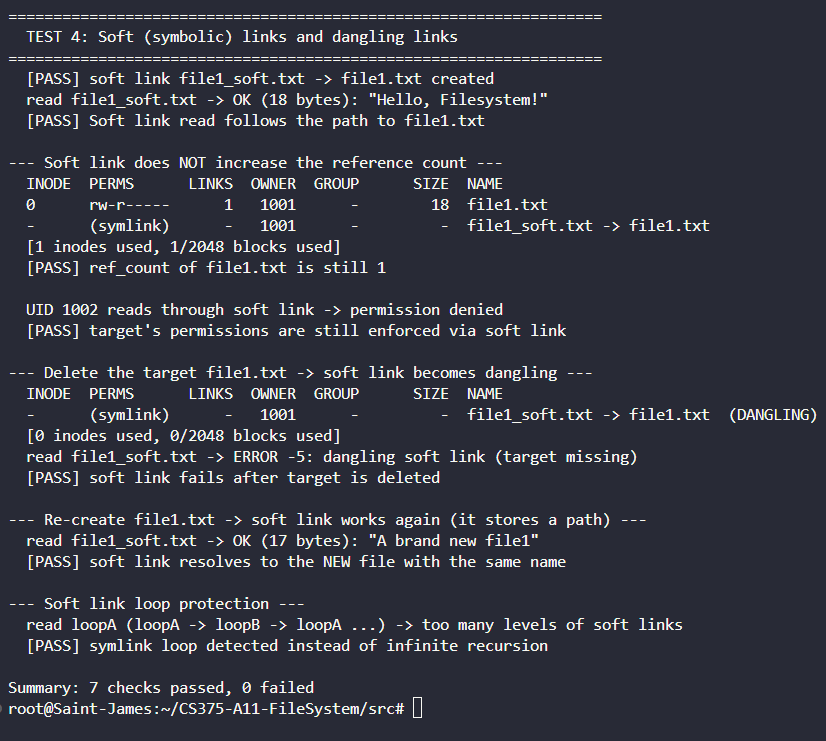 ==================================================================
TEST 4: Soft (symbolic) links and dangling links
==================================================================
[PASS] soft link file1_soft.txt -> file1.txt created
read file1_soft.txt -> OK (18 bytes): "Hello, Filesystem!"
[PASS] Soft link read follows the path to file1.txt
--- Soft link does NOT increase the reference count ---
INODE  PERMS      LINKS  OWNER  GROUP      SIZE  NAME
0      rw-r-----      1   1001      -        18  file1.txt
-      (symlink)      -   1001      -         -  file1_soft.txt -> file1.txt
[1 inodes used, 1/2048 blocks used]
[PASS] ref_count of file1.txt is still 1
UID 1002 reads through soft link -> permission denied
[PASS] target's permissions are still enforced via soft link
--- Delete the target file1.txt -> soft link becomes dangling ---
INODE  PERMS      LINKS  OWNER  GROUP      SIZE  NAME
-      (symlink)      -   1001      -         -  file1_soft.txt -> file1.txt  (DANGLING)
[0 inodes used, 0/2048 blocks used]
read file1_soft.txt -> ERROR -5: dangling soft link (target missing)
[PASS] soft link fails after target is deleted
--- Re-create file1.txt -> soft link works again (it stores a path) ---
read file1_soft.txt -> OK (17 bytes): "A brand new file1"
[PASS] soft link resolves to the NEW file with the same name
--- Soft link loop protection ---
read loopA (loopA -> loopB -> loopA ...) -> too many levels of soft links
[PASS] symlink loop detected instead of infinite recursion
Summary: 7 checks passed, 0 failed
root@Saint-James:~/CS375-A11-FileSystem/src#